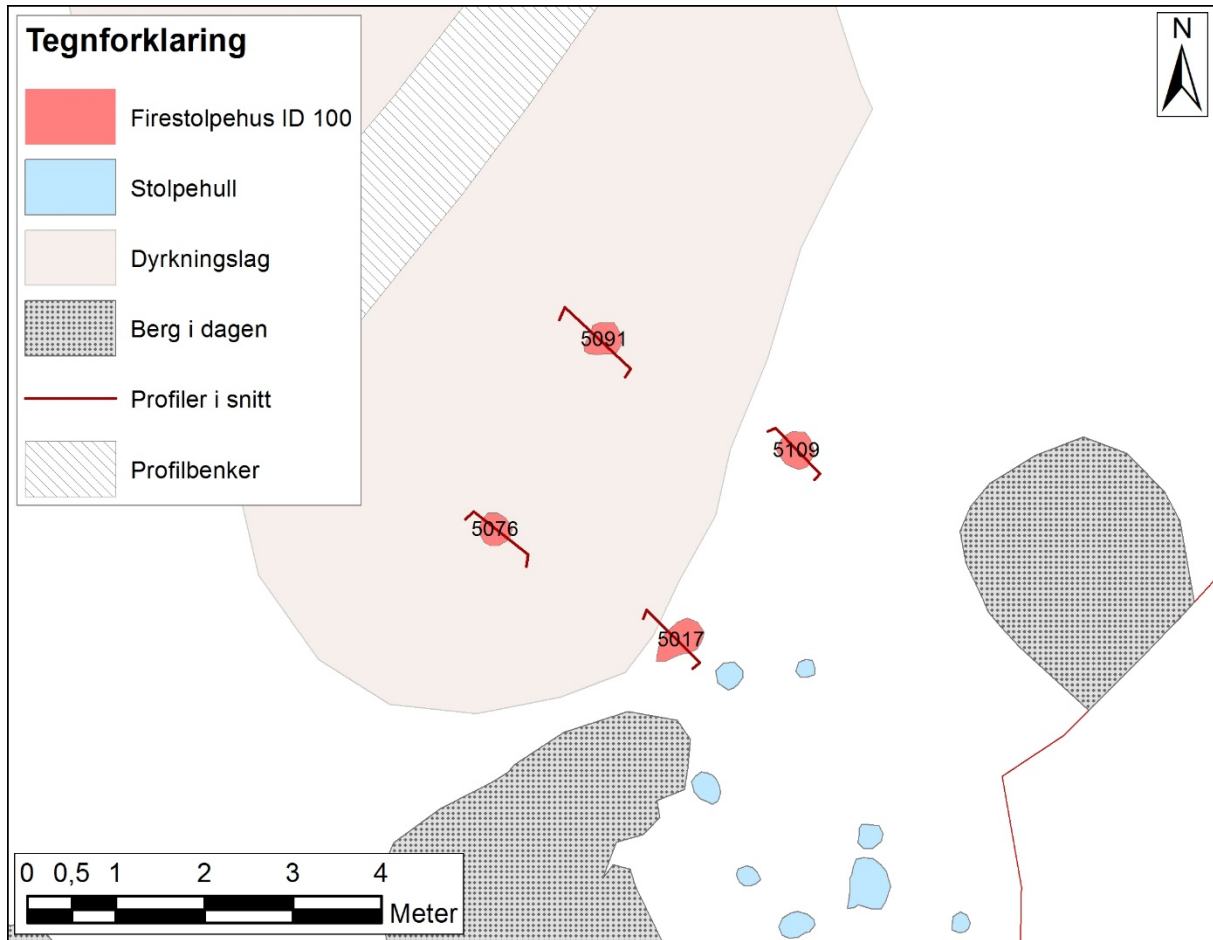 Tegnforklaring
Firestolpehus ID 100
Stolpehull
Dyrkningslag
Berg i dagen
Profiler i snitt
Profilbenker
N
5091
5109
5076
5017
0 0,5 1 2 3 4
Meter